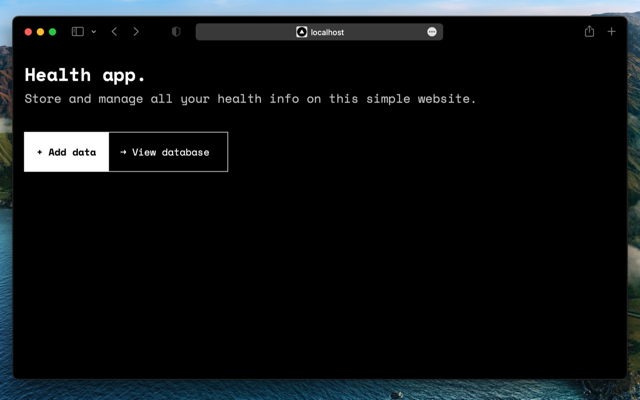 localhost
Health app.
Store and manage all your health info on this simple website.
+ Add data
→ View database